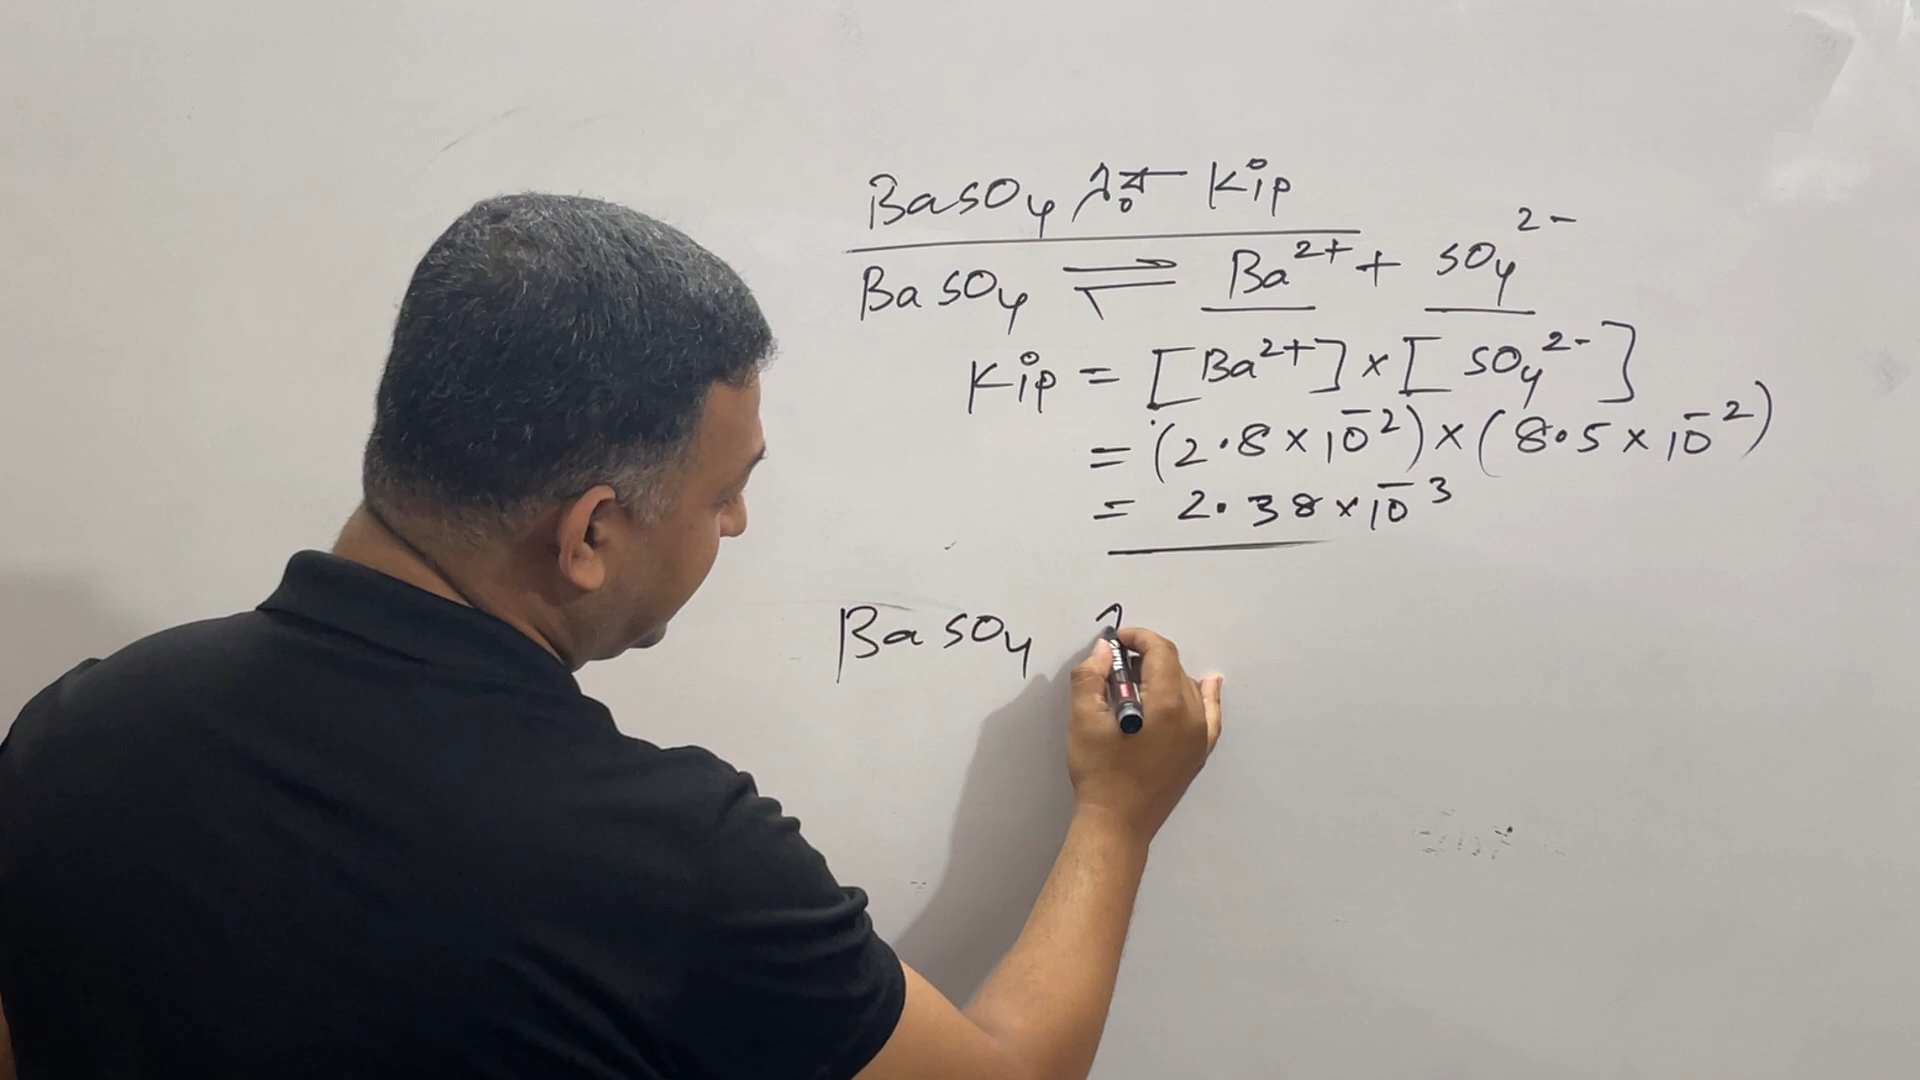 BaSO₄ এর Kip
BaSO₄ ⇌ Ba²⁺ + SO₄²⁻
Kip = [Ba²⁺] × [SO₄²⁻]
= (2.8 × 10⁻²) × (8.5 × 10⁻²)
= 2.38 × 10⁻³
BaSO₄